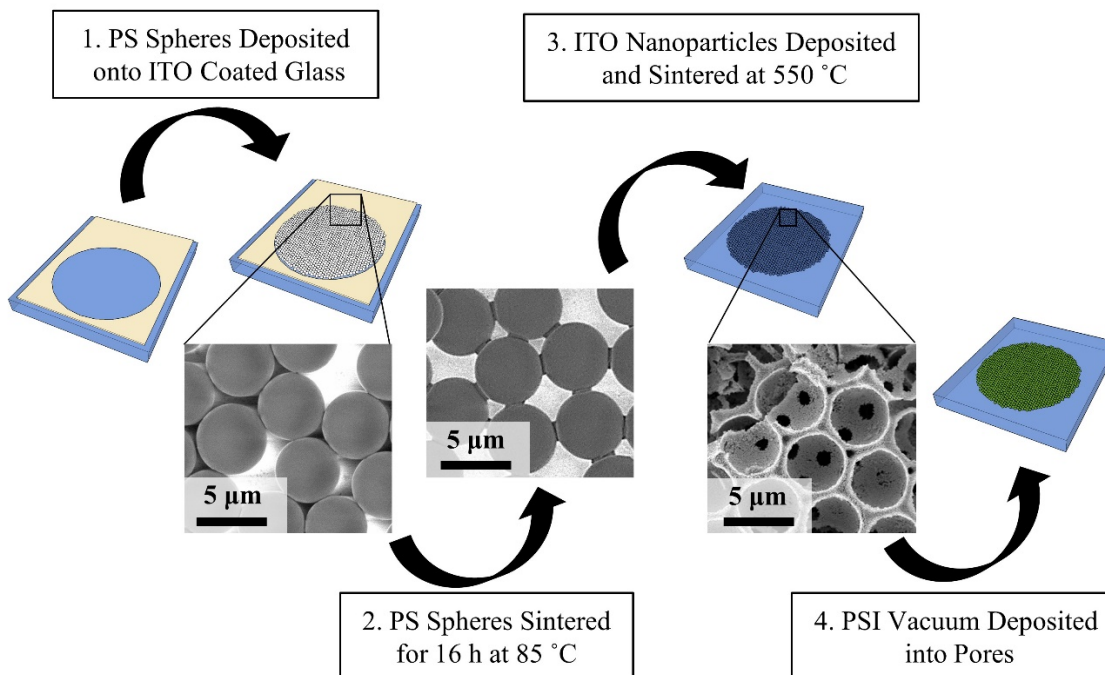 1. PS Spheres Deposited
onto ITO Coated Glass
3. ITO Nanoparticles Deposited
and Sintered at 550 ˚C
5 µm
5 µm
5 µm
2. PS Spheres Sintered
for 16 h at 85 ˚C
4. PSI Vacuum Deposited
into Pores